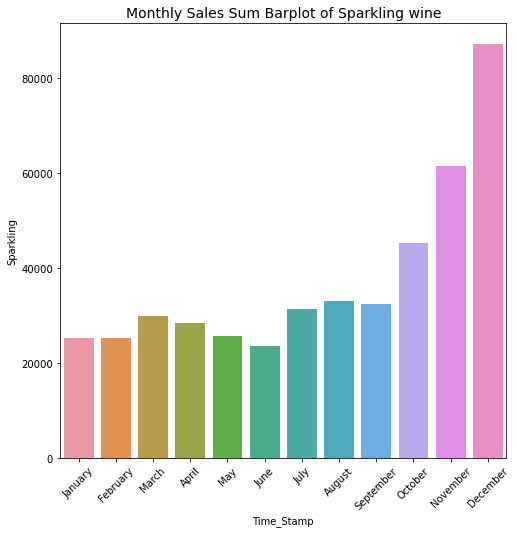 Monthly Sales Sum Barplot of Sparkling wine
80000
60000
40000
20000
0
Sparkling
January
February
March
April
May
June
July
August
September
October
November
December
Time_Stamp